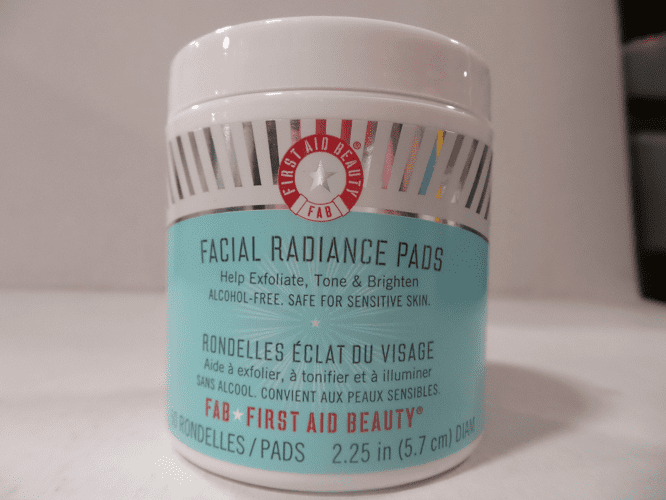 FIRST AID BEAUTY®
FAB
FACIAL RADIANCE PADS
Help Exfoliate, Tone & Brighten
ALCOHOL-FREE. SAFE FOR SENSITIVE SKIN.
RONDELLES ÉCLAT DU VISAGE
Aide à exfolier, à tonifier et à illuminer
SANS ALCOOL. CONVIENT AUX PEAUX SENSIBLES.
FAB★FIRST AID BEAUTY®
RONDELLES/PADS 2.25 in (5.7 cm) DIAM